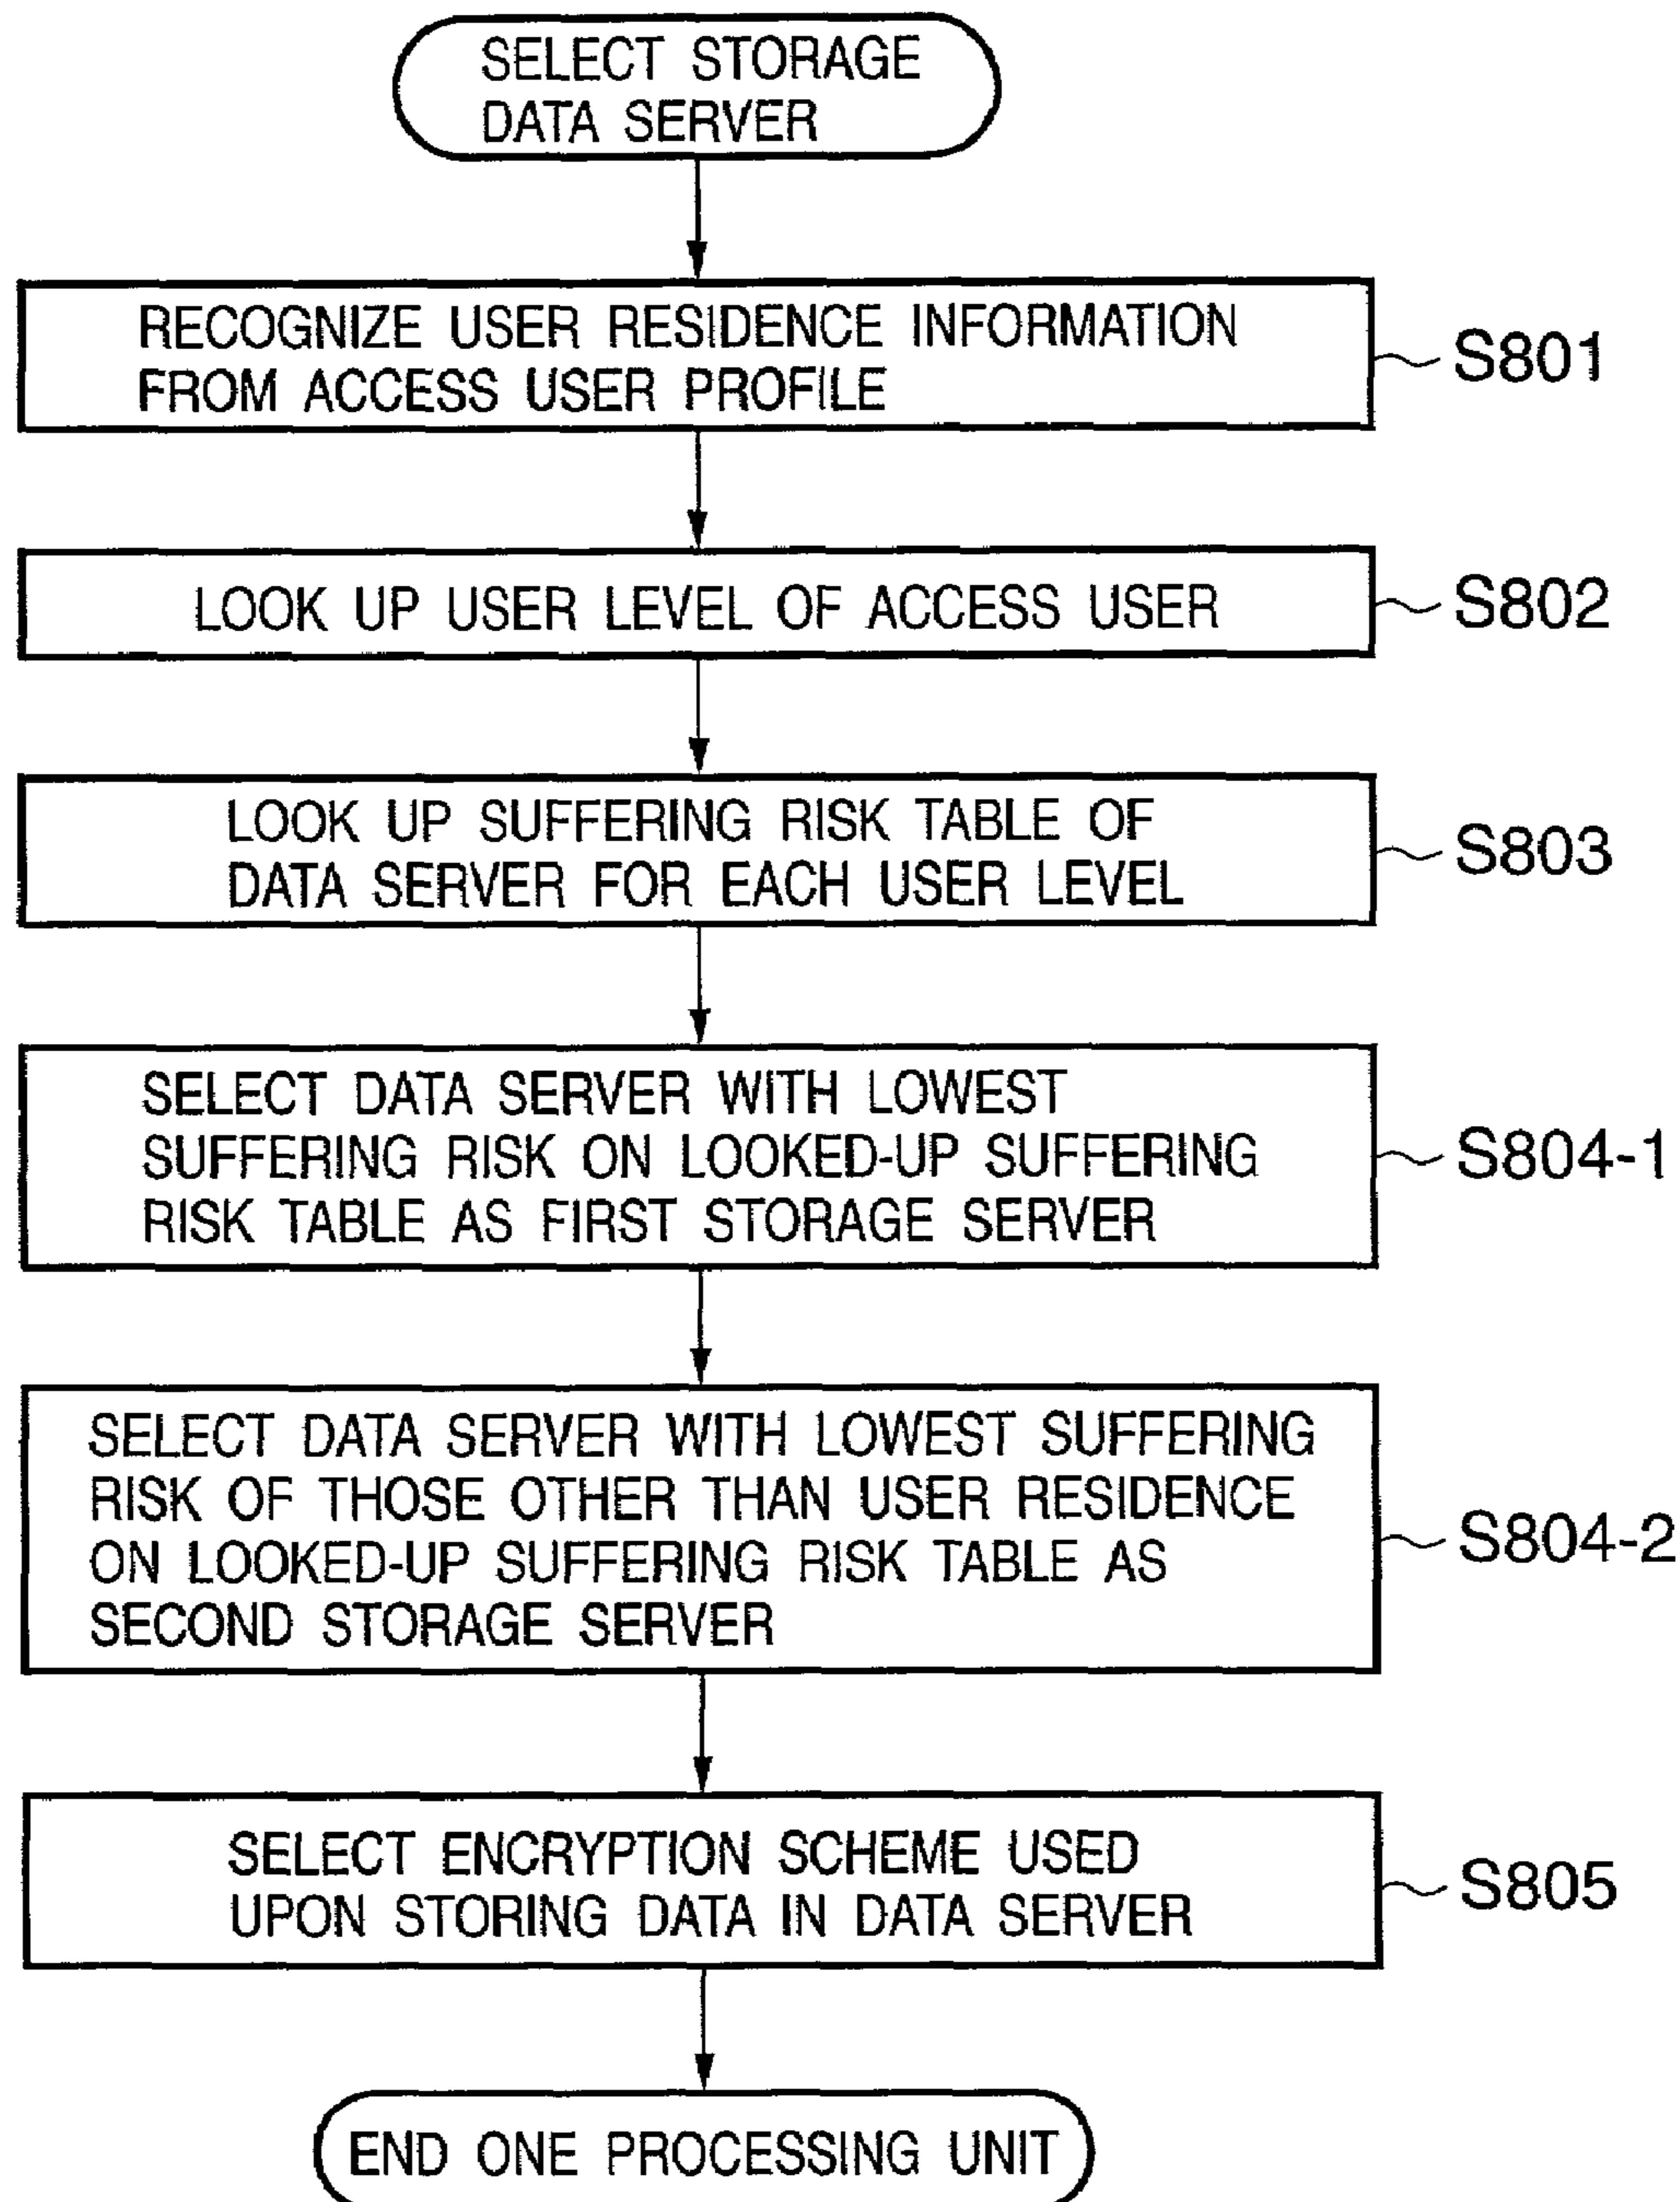 SELECT STORAGE
DATA SERVER
RECOGNIZE USER RESIDENCE INFORMATION
FROM ACCESS USER PROFILE
S801
LOOK UP USER LEVEL OF ACCESS USER
S802
LOOK UP SUFFERING RISK TABLE OF
DATA SERVER FOR EACH USER LEVEL
S803
SELECT DATA SERVER WITH LOWEST
SUFFERING RISK ON LOOKED-UP SUFFERING
RISK TABLE AS FIRST STORAGE SERVER
S804-1
SELECT DATA SERVER WITH LOWEST SUFFERING
RISK OF THOSE OTHER THAN USER RESIDENCE
ON LOOKED-UP SUFFERING RISK TABLE AS
SECOND STORAGE SERVER
S804-2
SELECT ENCRYPTION SCHEME USED
UPON STORING DATA IN DATA SERVER
S805
END ONE PROCESSING UNIT